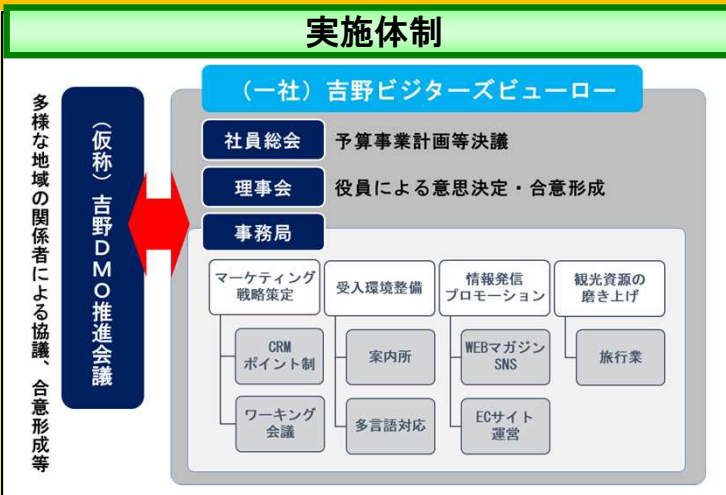 実施体制
多様な地域の関係者による協議、合意形成等
（仮称）吉野DMO推進会議
（一社）吉野ビジターズビューロー
社員総会
予算事業計画等決議
理事会
役員による意思決定・合意形成
事務局
マーケティング
戦略策定
CRM
ポイント制
ワーキング
会議
受入環境整備
案内所
多言語対応
情報発信
プロモーション
WEBマガジン
SNS
ECサイト
運営
観光資源の
磨き上げ
旅行業